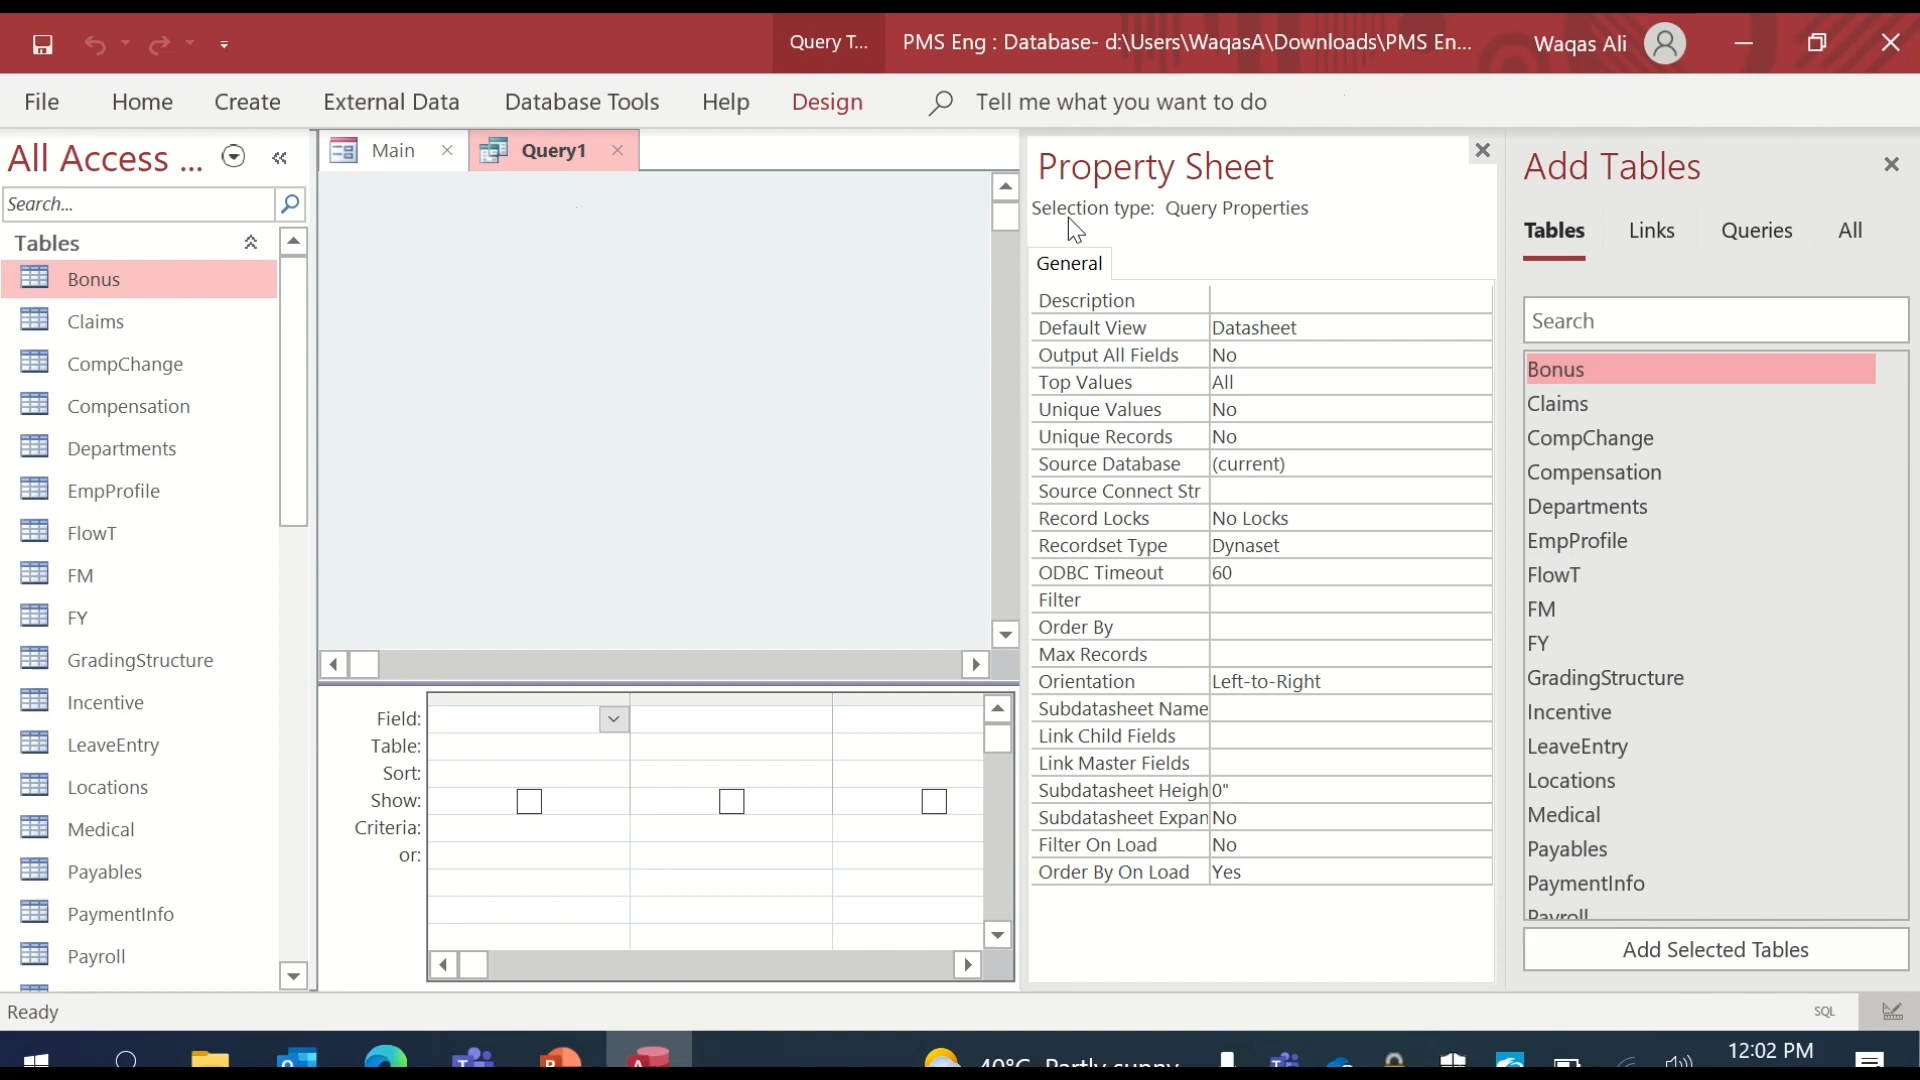 Query T...
PMS Eng : Database- d:\Users\WaqasA\Downloads\PMS En...
Waqas Ali
File Home Create External Data Database Tools Help Design Tell me what you want to do
All Access ...
Search...
Tables
Bonus
Claims
CompChange
Compensation
Departments
EmpProfile
FlowT
FM
FY
GradingStructure
Incentive
LeaveEntry
Locations
Medical
Payables
PaymentInfo
Payroll
Main
Query1
Field:
Table:
Sort:
Show:
Criteria:
or:
Property Sheet
Selection type: Query Properties
General
Description
Default View Datasheet
Output All Fields No
Top Values All
Unique Values No
Unique Records No
Source Database (current)
Source Connect Str
Record Locks No Locks
Recordset Type Dynaset
ODBC Timeout 60
Filter
Order By
Max Records
Orientation Left-to-Right
Subdatasheet Name
Link Child Fields
Link Master Fields
Subdatasheet Heigh 0"
Subdatasheet Expan No
Filter On Load No
Order By On Load Yes
Add Tables
Tables Links Queries All
Search
Bonus
Claims
CompChange
Compensation
Departments
EmpProfile
FlowT
FM
FY
GradingStructure
Incentive
LeaveEntry
Locations
Medical
Payables
PaymentInfo
Payroll
Add Selected Tables
Ready
SQL
40°C Partly sunny
12:02 PM